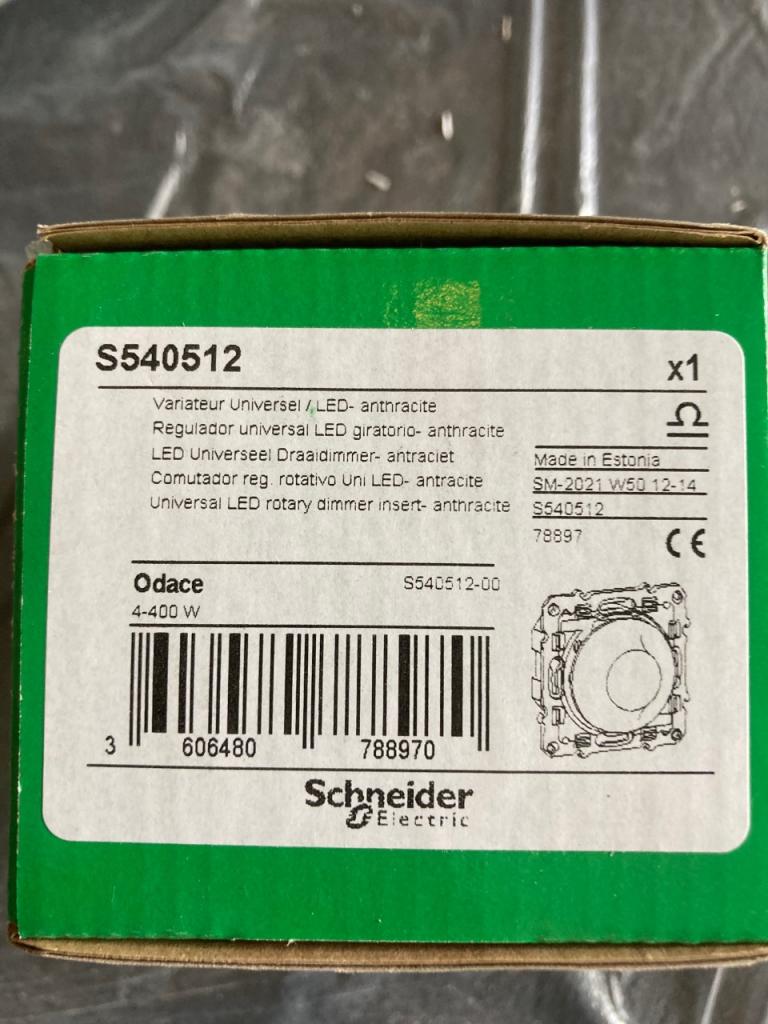 S540512
x1
Variateur Universel / LED- anthracite
Regulador universal LED giratorio- anthracite
LED Universeel Draaidimmer- antraciet
Comutador reg. rotativo Uni LED- antracite
Universal LED rotary dimmer insert- anthracite
Made in Estonia
SM-2021 W50 12-14
S540512
78897
CE
Odace
S540512-00
4-400 W
3 606480 788970
Schneider
Electric